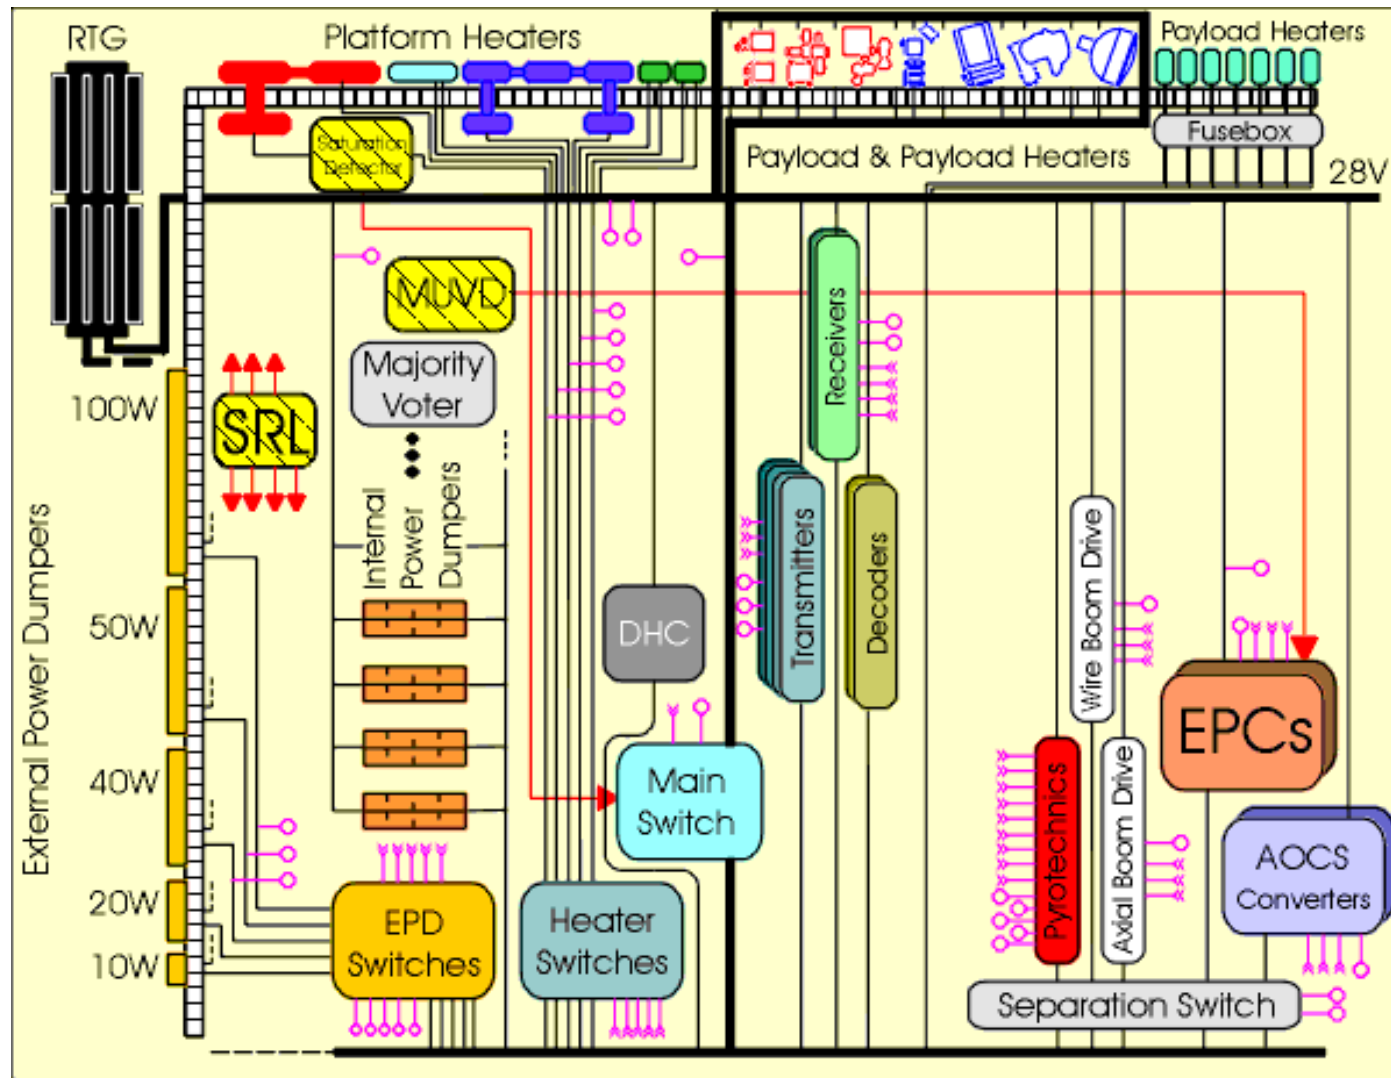 RTG
Platform Heaters
Payload Heaters
Fusebox
Saturation
Detector
Payload & Payload Heaters
28V
MUVD
Majority
Voter
SRL
Receivers
100W
Internal
Power
Dumpers
Transmitters
Decoders
Wire Boom Drive
External Power Dumpers
50W
DHC
EPCs
40W
Main
Switch
Pyrotechnics
Axial Boom Drive
AOCS
Converters
20W
10W
EPD
Switches
Heater
Switches
Separation Switch